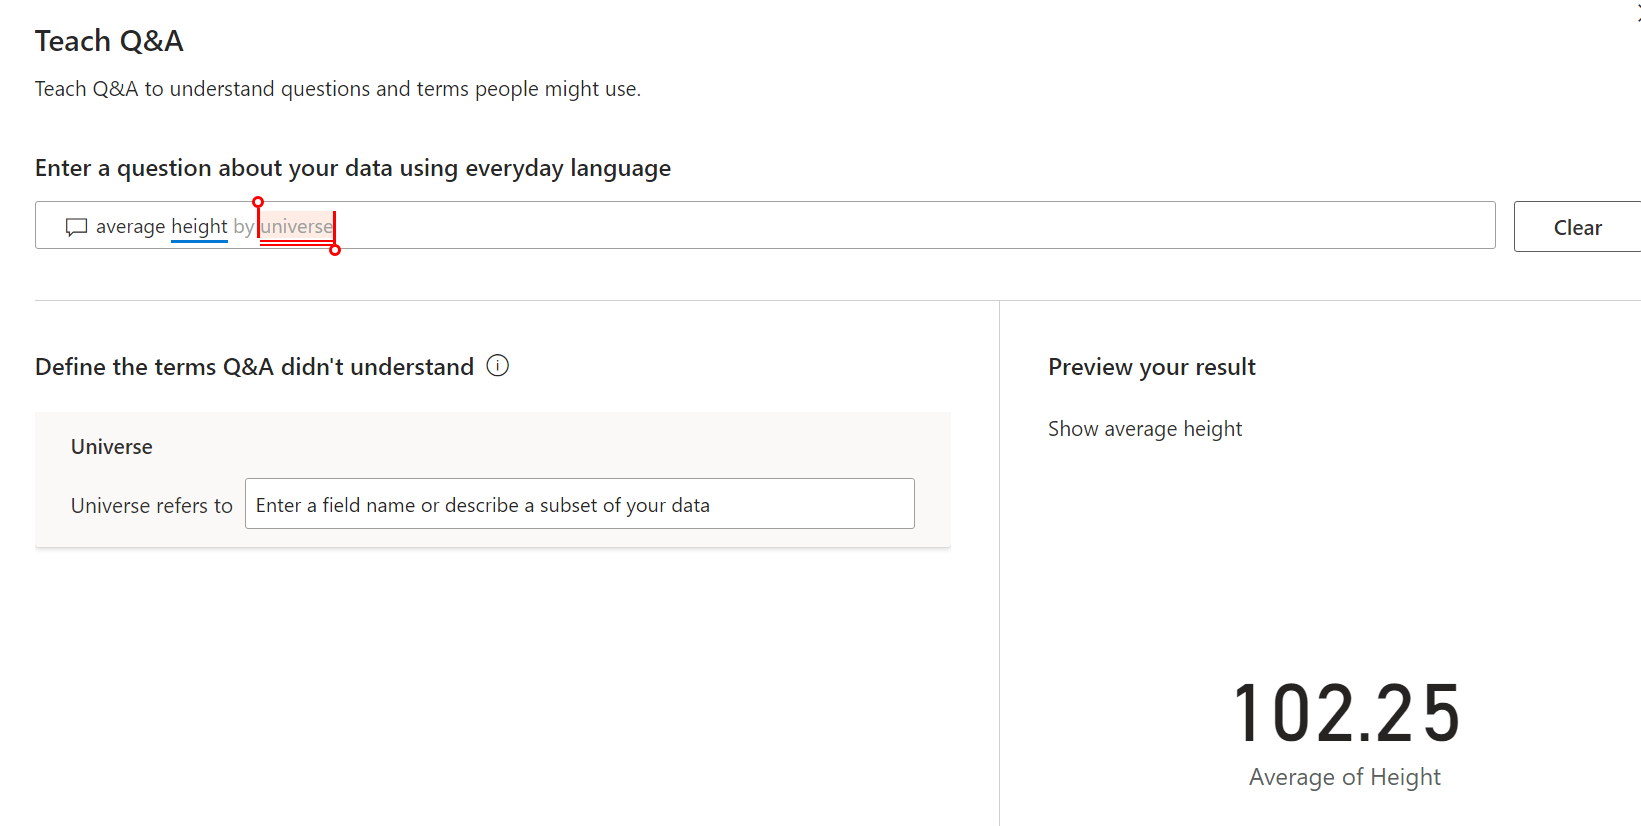 Teach Q&A
Teach Q&A to understand questions and terms people might use.
Enter a question about your data using everyday language
average height by universe
Clear
Define the terms Q&A didn't understand
Universe
Universe refers to Enter a field name or describe a subset of your data
Preview your result
Show average height
102.25
Average of Height